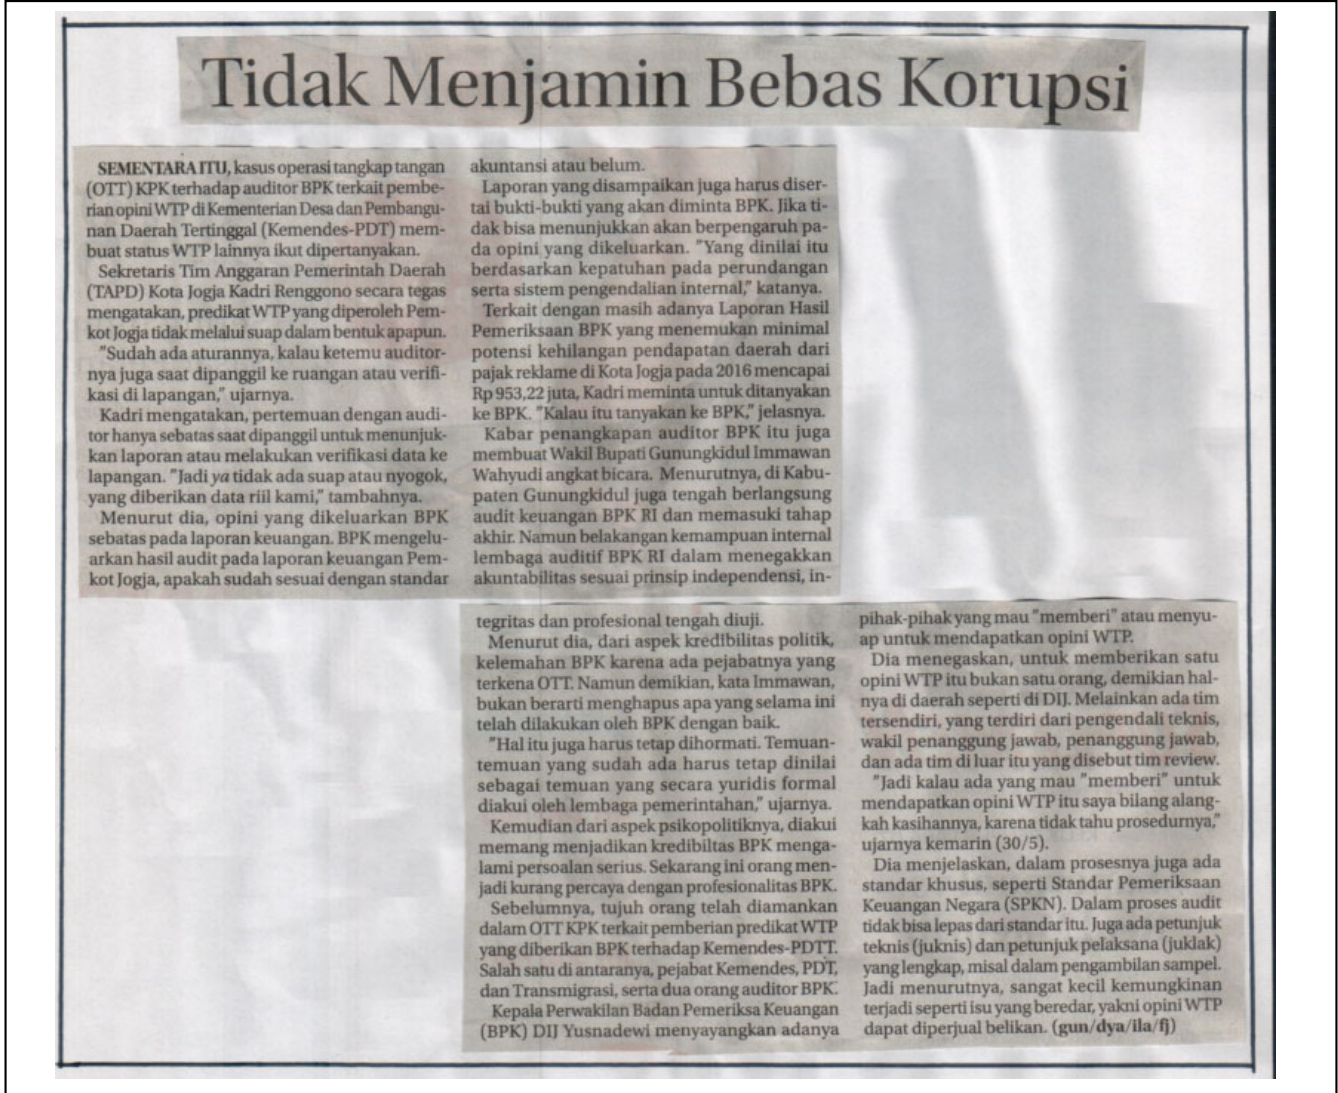 Tidak Menjamin Bebas Korupsi
SEMENTARA ITU, kasus operasi tangkap tangan
(OTT) KPK terhadap auditor BPK terkait pembe-
rian opini WTP di Kementerian Desa dan Pembangu-
nan Daerah Tertinggal (Kemendes-PDT) mem-
buat status WTP lainnya ikut dipertanyakan.
Sekretaris Tim Anggaran Pemerintah Daerah
(TAPD) Kota Jogja Kadri Renggono secara tegas
mengatakan, predikat WTP yang diperoleh Pem-
kot Jogja tidak melalui suap dalam bentuk apapun.
"Sudah ada aturannya, kalau ketemu auditor-
nya juga saat dipanggil ke ruangan atau verifi-
kasi di lapangan," ujarnya.
Kadri mengatakan, pertemuan dengan audi-
tor hanya sebatas saat dipanggil untuk menunjuk-
kan laporan atau melakukan verifikasi data ke
lapangan. "Jadi ya tidak ada suap atau nyogok,
yang diberikan data riil kami," tambahnya.
Menurut dia, opini yang dikeluarkan BPK
sebatas pada laporan keuangan. BPK mengelu-
arkan hasil audit pada laporan keuangan Pem-
kot Jogja, apakah sudah sesuai dengan standar
akuntansi atau belum.
Laporan yang disampaikan juga harus diser-
tai bukti-bukti yang akan diminta BPK. Jika ti-
dak bisa menunjukkan akan berpengaruh pa-
da opini yang dikeluarkan. "Yang dinilai itu
berdasarkan kepatuhan pada perundangan
serta sistem pengendalian internal," katanya.
Terkait dengan masih adanya Laporan Hasil
Pemeriksaan BPK yang menemukan minimal
potensi kehilangan pendapatan daerah dari
pajak reklame di Kota Jogja pada 2016 mencapai
Rp 953,22 juta, Kadri meminta untuk ditanyakan
ke BPK. "Kalau itu tanyakan ke BPK," jelasnya.
Kabar penangkapan auditor BPK itu juga
membuat Wakil Bupati Gunungkidul Immawan
Wahyudi angkat bicara. Menurutnya, di Kabu-
paten Gunungkidul juga tengah berlangsung
audit keuangan BPK RI dan memasuki tahap
akhir. Namun belakangan kemampuan internal
lembaga auditif BPK RI dalam menegakkan
akuntabilitas sesuai prinsip independensi, in-
tegritas dan profesional tengah diuji.
Menurut dia, dari aspek kredibilitas politik,
kelemahan BPK karena ada pejabatnya yang
terkena OTT. Namun demikian, kata Immawan,
bukan berarti menghapus apa yang selama ini
telah dilakukan oleh BPK dengan baik.
"Hal itu juga harus tetap dihormati. Temuan-
temuan yang sudah ada harus tetap dinilai
sebagai temuan yang secara yuridis formal
diakui oleh lembaga pemerintahan," ujarnya.
Kemudian dari aspek psikopolitiknya, diakui
memang menjadikan kredibiltas BPK menga-
lami persoalan serius. Sekarang ini orang men-
jadi kurang percaya dengan profesionalitas BPK.
Sebelumnya, tujuh orang telah diamankan
dalam OTT KPK terkait pemberian predikat WTP
yang diberikan BPK terhadap Kemendes-PDTT.
Salah satu di antaranya, pejabat Kemendes, PDT,
dan Transmigrasi, serta dua orang auditor BPK.
Kepala Perwakilan Badan Pemeriksa Keuangan
(BPK) DIJ Yusnadewi menyayangkan adanya
pihak-pihak yang mau "memberi" atau menyu-
ap untuk mendapatkan opini WTP.
Dia menegaskan, untuk memberikan satu
opini WTP itu bukan satu orang, demikian hal-
nya di daerah seperti di DIJ. Melainkan ada tim
tersendiri, yang terdiri dari pengendali teknis,
wakil penanggung jawab, penanggung jawab,
dan ada tim di luar itu yang disebut tim review.
"Jadi kalau ada yang mau "memberi" untuk
mendapatkan opini WTP itu saya bilang alang-
kah kasihannya, karena tidak tahu prosedurnya,"
ujarnya kemarin (30/5).
Dia menjelaskan, dalam prosesnya juga ada
standar khusus, seperti Standar Pemeriksaan
Keuangan Negara (SPKN). Dalam proses audit
tidak bisa lepas dari standar itu. Juga ada petunjuk
teknis (juknis) dan petunjuk pelaksana (juklak)
yang lengkap, misal dalam pengambilan sampel.
Jadi menurutnya, sangat kecil kemungkinan
terjadi seperti isu yang beredar, yakni opini WTP
dapat diperjual belikan. (gun/dya/ila/fj)